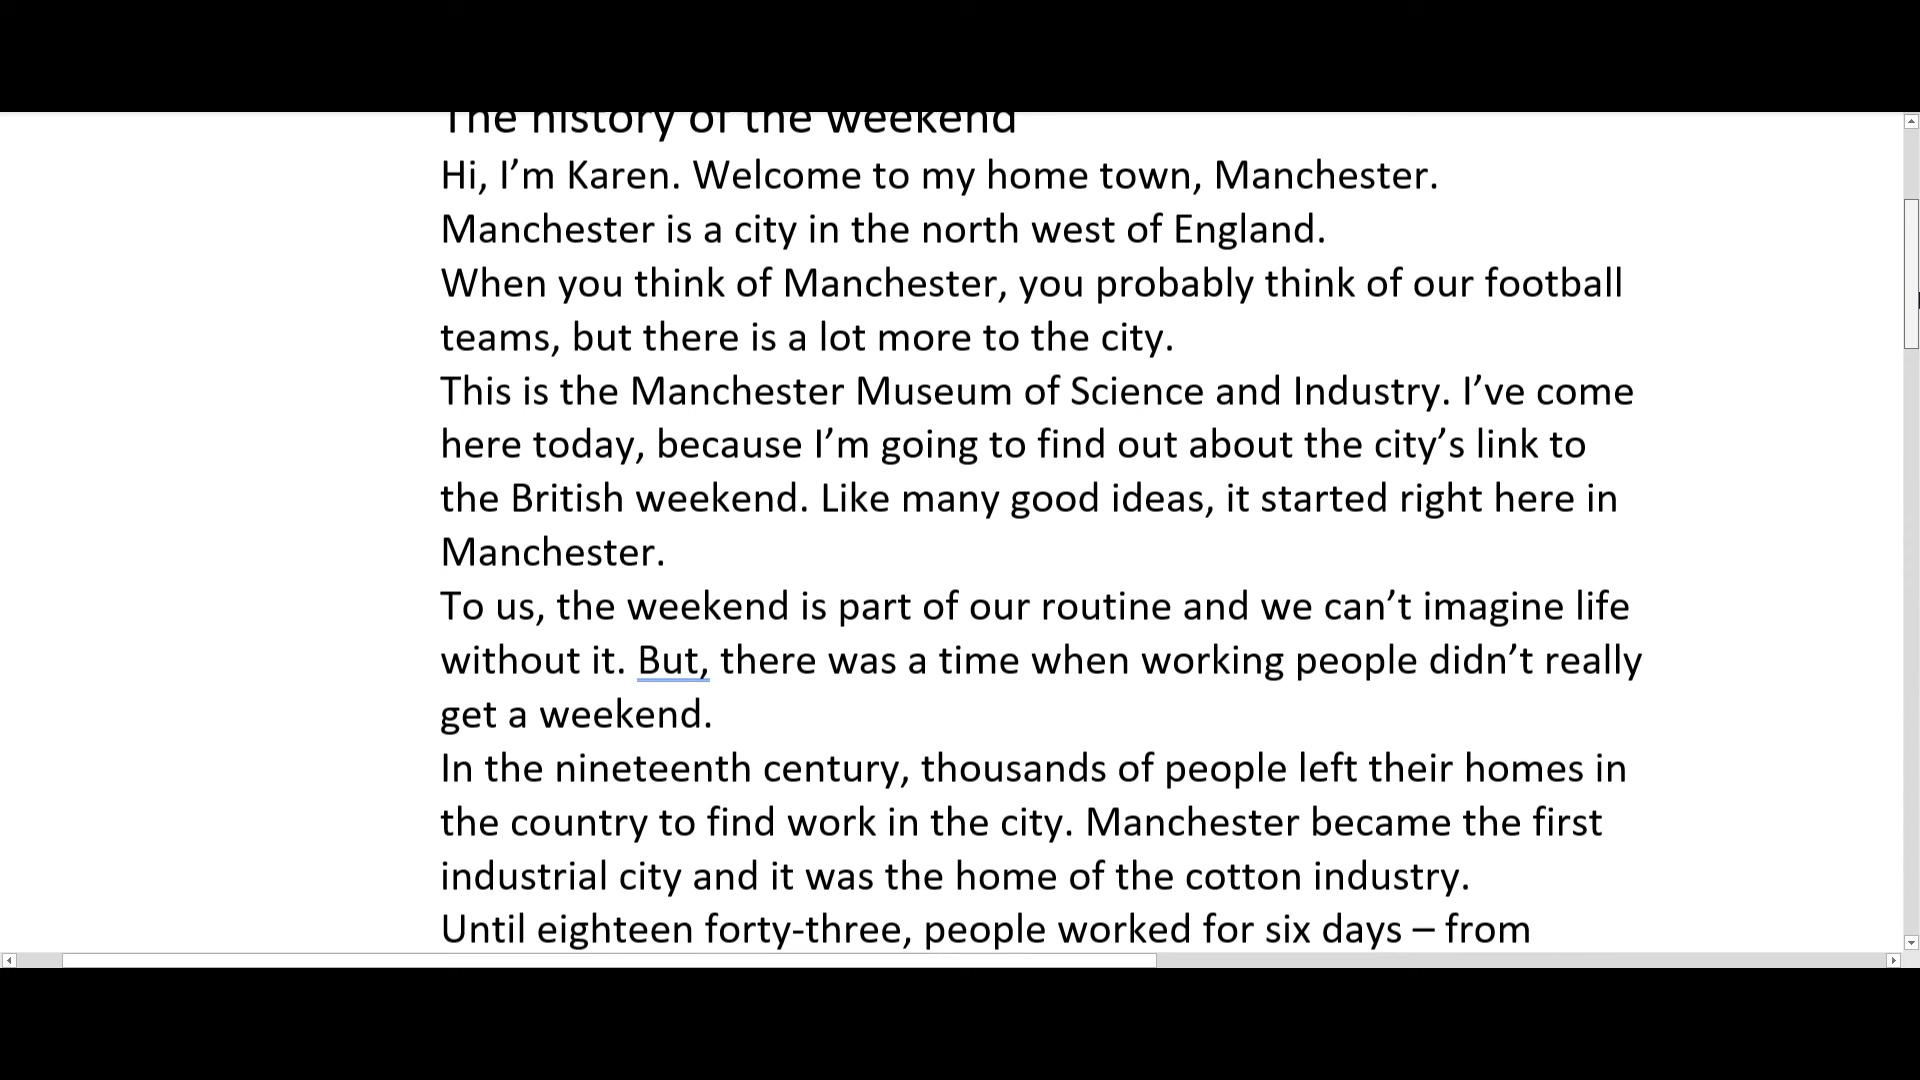 The history of the weekend
Hi, I’m Karen. Welcome to my home town, Manchester.
Manchester is a city in the north west of England.
When you think of Manchester, you probably think of our football
teams, but there is a lot more to the city.
This is the Manchester Museum of Science and Industry. I’ve come
here today, because I’m going to find out about the city’s link to
the British weekend. Like many good ideas, it started right here in
Manchester.
To us, the weekend is part of our routine and we can’t imagine life
without it. But, there was a time when working people didn’t really
get a weekend.
In the nineteenth century, thousands of people left their homes in
the country to find work in the city. Manchester became the first
industrial city and it was the home of the cotton industry.
Until eighteen forty-three, people worked for six days – from